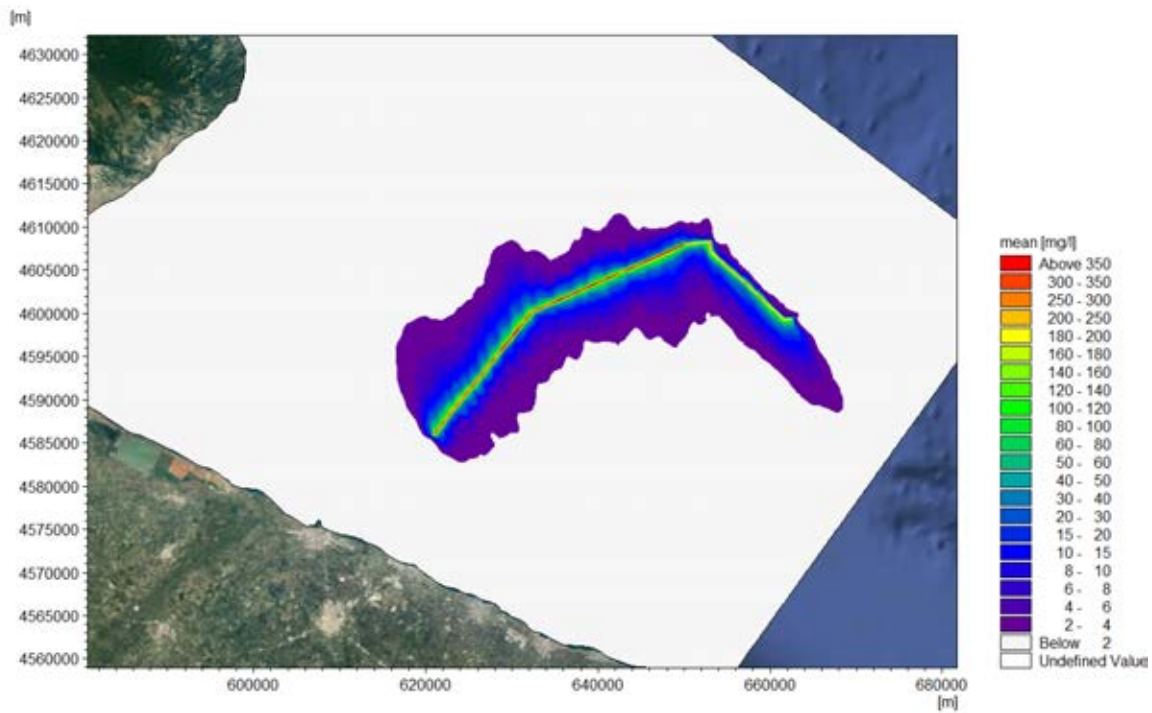 [m]
4630000
4625000
4620000
4615000
4610000
4605000
4600000
4595000
4590000
4585000
4580000
4575000
4570000
4565000
4560000
600000
620000
640000
660000
680000
[m]
mean [mg/l]
Above 350
300 - 350
250 - 300
200 - 250
180 - 200
160 - 180
140 - 160
120 - 140
100 - 120
80 - 100
60 - 80
50 - 60
40 - 50
30 - 40
20 - 30
15 - 20
10 - 15
8 - 10
6 - 8
4 - 6
2 - 4
Below 2
Undefined Value